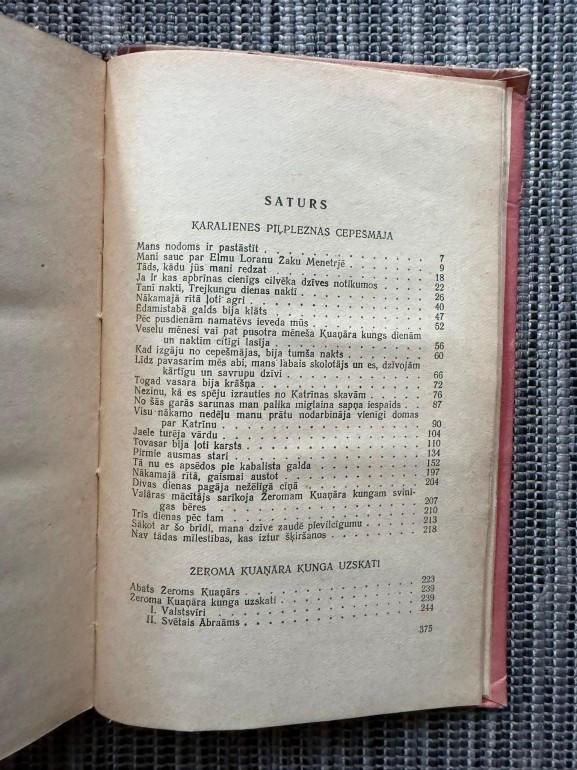 SATURS
KARALIENES PIĻPLEZNAS CEPEŠMĀJA
Mans nodoms ir pastāstīt . . . . . . . . . . . . 7
Mani sauc par Elmu Loranu Žaku Menetrjē . . . . . . 9
Tāds, kādu jūs mani redzat . . . . . . . . . . . 18
Ja ir kas apbrīnas cienīgs cilvēka dzīves notikumos . . . . 22
Tanī naktī, Trejkungu dienas naktī . . . . . . . . 26
Nākamajā rītā ļoti agri . . . . . . . . . . . . 40
Ēdamistabā galds bija klāts . . . . . . . . . . 47
Pēc pusdienām namatēvs ieveda mūs . . . . . . . . 52
Veselu mēnesi vai pat pusotra mēneša Kuaņāra kungs dienām
un naktīm cītīgi lasīja . . . . . . . . . . . 56
Kad izgāju no cepešmājas, bija tumša nakts . . . . . . 60
Līdz pavasarim mēs abi, mans labais skolotājs un es, dzīvojām
kārtīgu un savrupu dzīvi . . . . . . . . . . 66
Togad vasara bija krāšņa . . . . . . . . . . . 72
Nezinu, kā es spēju izrauties no Katrīnas skavām . . . . 76
No šās garās sarunas man palika miglaina sapņa iespaids . . 87
Visu nākamo nedēļu manu prātu nodarbināja vienīgi domas
par Katrīnu . . . . . . . . . . . . . . 90
Jaele turēja vārdu . . . . . . . . . . . . . 104
Tovasar bija ļoti karsts . . . . . . . . . . . 110
Pirmie ausmas stari . . . . . . . . . . . . . 134
Tā nu es apsēdos pie kabalista galda . . . . . . . 152
Nākamajā rītā, gaismai austot . . . . . . . . . . 197
Divas dienas pagāja nežēlīgā ciņā . . . . . . . . 204
Valāras mācītājs sarīkoja Žeromam Kuaņāra kungam svinī-
gas bēres . . . . . . . . . . . . . . . 207
Trīs dienas pēc tam . . . . . . . . . . . . . 210
Sākot ar šo brīdi, mana dzīve zaudē pievilcīgumu . . . . 213
Nav tādas mīlestības, kas iztur šķiršanos . . . . . . . 218
ŽEROMA KUAŅĀRA KUNGA UZSKATI
Abats Žeroms Kuaņārs . . . . . . . . . . . . 223
Žeroma Kuaņāra kunga uzskati . . . . . . . . . . 239
I. Valstsvīri . . . . . . . . . . . . . . . 239
II. Svētais Abraāms . . . . . . . . . . . . 244
375